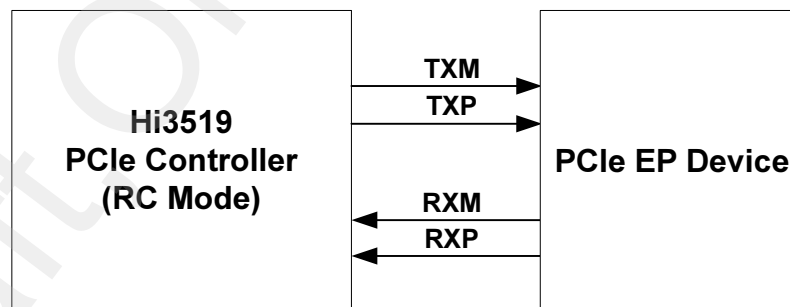 TXM
TXP
Hi3519
PCIe Controller
(RC Mode)
PCIe EP Device
RXM
RXP